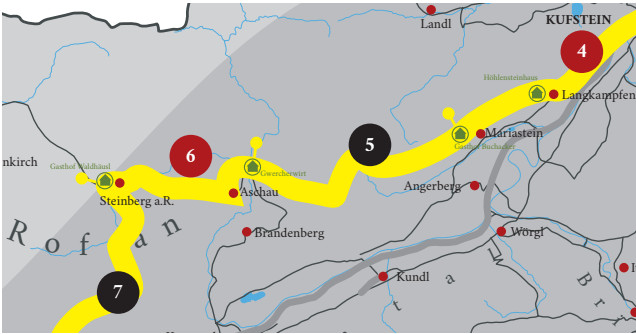 Landl
KUFSTEIN
4
Höhlensteinhaus
Langkampfen
5
Mariastein
Gasthof Buchacker
6
nkirch
Gasthof Waldhäusl
Gwercherwirt
Angerberg
Steinberg a.R.
Aschau
Rofan
Brandenberg
Wörgl
Kundl
7
t a l
B r i